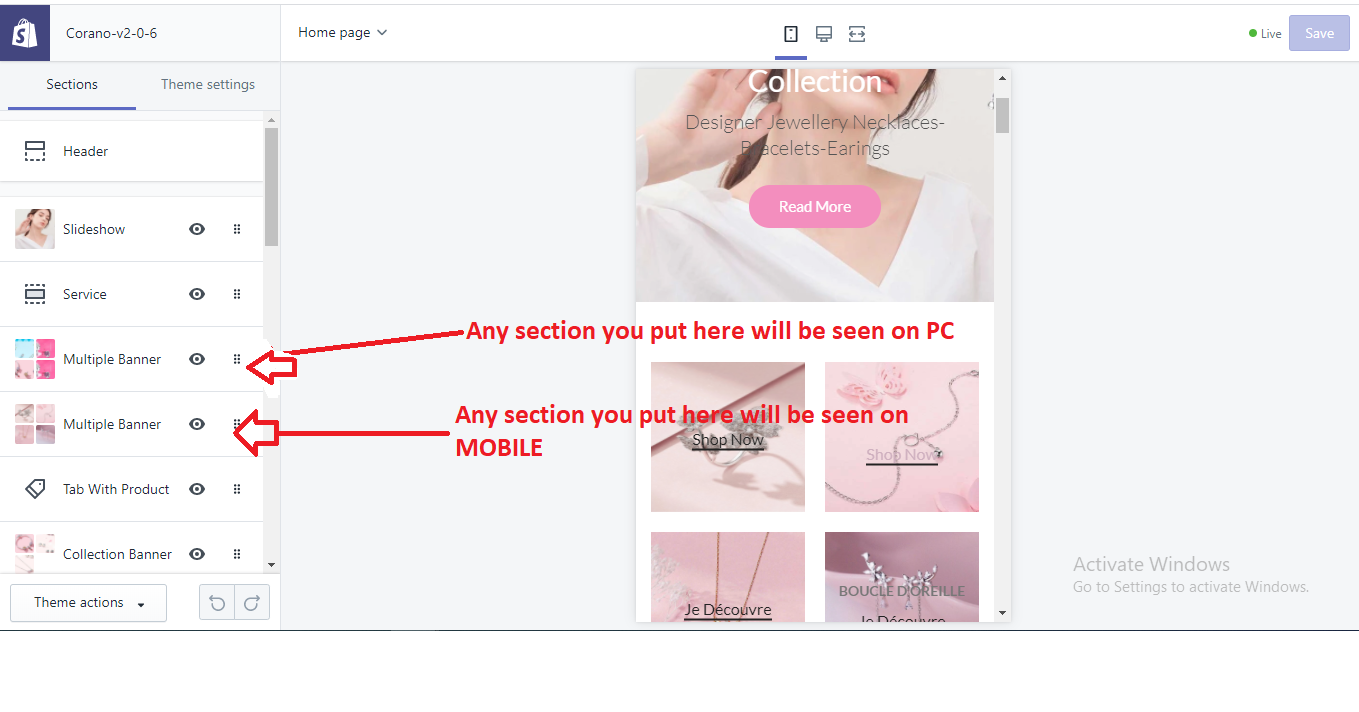 Corano-v2-0-6
Home page
Live
Save
Sections
Theme settings
Header
Slideshow
Service
Multiple Banner
Multiple Banner
Tab With Product
Collection Banner
Theme actions
Collection
Designer Jewellery Necklaces-
Bracelets-Earings
Read More
Any section you put here will be seen on PC
Any section you put here will be seen on
MOBILE
Shop Now
Shop Now
Je Découvre
BOUCLE D'OREILLE
Je Découvre
Activate Windows
Go to Settings to activate Windows.